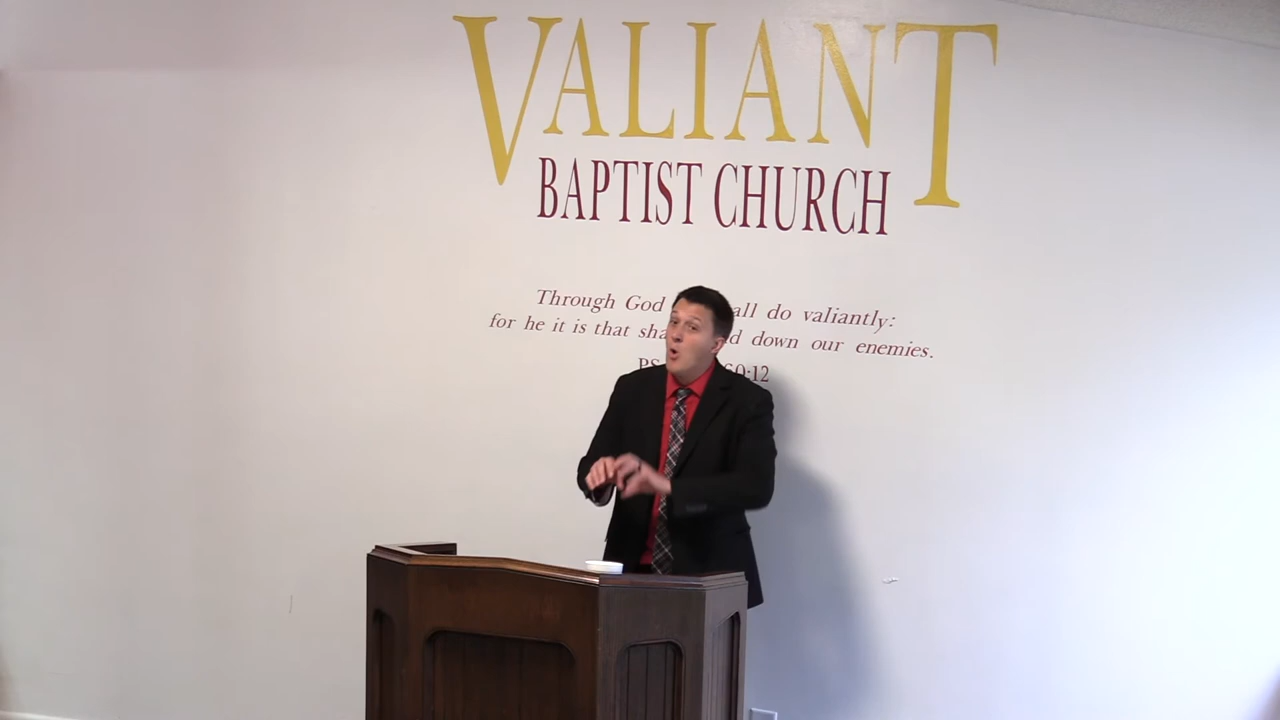 VALIANT
BAPTIST CHURCH
Through God all do valiantly:
for he it is that down our enemies.